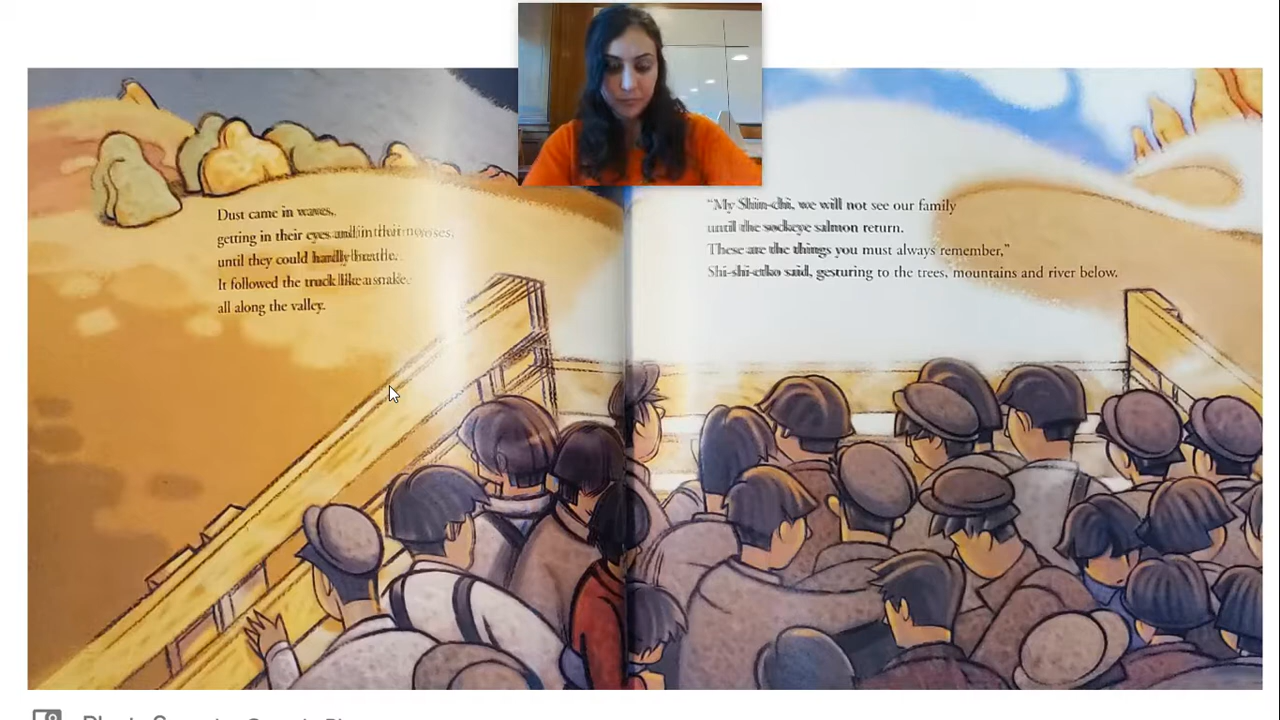 Dust came in waves,
getting in their eyes and in their noses,
until they could hardly breathe.
It followed the truck like a snake,
all along the valley.
"My Shin-chi, we will not see our family
until the sockeye salmon return.
These are the things you must always remember,"
Shi-shi-etko said, gesturing to the trees, mountains and river below.